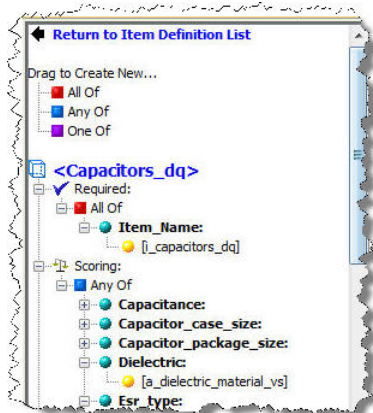 Return to Item Definition List
Drag to Create New...
All Of
Any Of
One Of
<Capacitors_dq>
Required:
All Of
Item_Name:
[i_capacitors_dq]
Scoring:
Any Of
Capacitance:
Capacitor_case_size:
Capacitor_package_size:
Dielectric:
[a_dielectric_material_vs]
Esr_type: